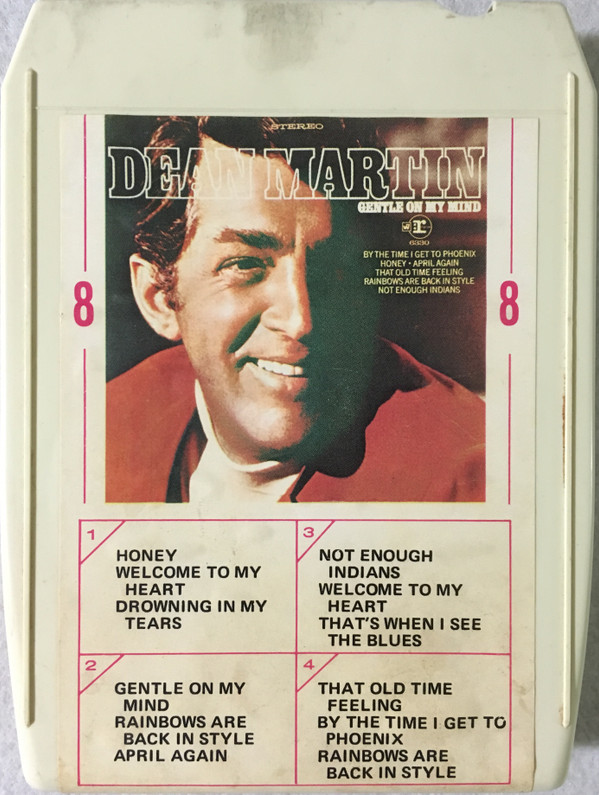 STEREO
DEAN MARTIN
GENTLE ON MY MIND
W r:
6330
BY THE TIME I GET TO PHOENIX
HONEY • APRIL AGAIN
THAT OLD TIME FEELING
RAINBOWS ARE BACK IN STYLE
NOT ENOUGH INDIANS
8
8
1
HONEY
WELCOME TO MY
HEART
DROWNING IN MY
TEARS
2
GENTLE ON MY
MIND
RAINBOWS ARE
BACK IN STYLE
APRIL AGAIN
3
NOT ENOUGH
INDIANS
WELCOME TO MY
HEART
THAT'S WHEN I SEE
THE BLUES
4
THAT OLD TIME
FEELING
BY THE TIME I GET TO
PHOENIX
RAINBOWS ARE
BACK IN STYLE